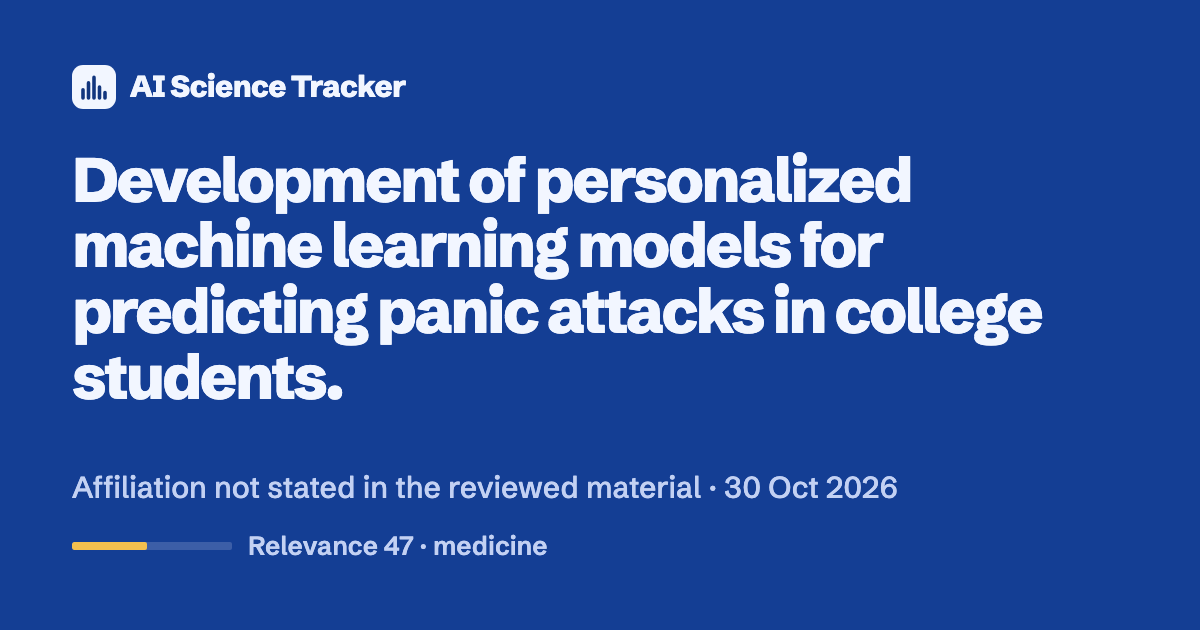 AI Science Tracker
Development of personalized
machine learning models for
predicting panic attacks in college
students.
Affiliation not stated in the reviewed material · 30 Oct 2026
Relevance 47 · medicine